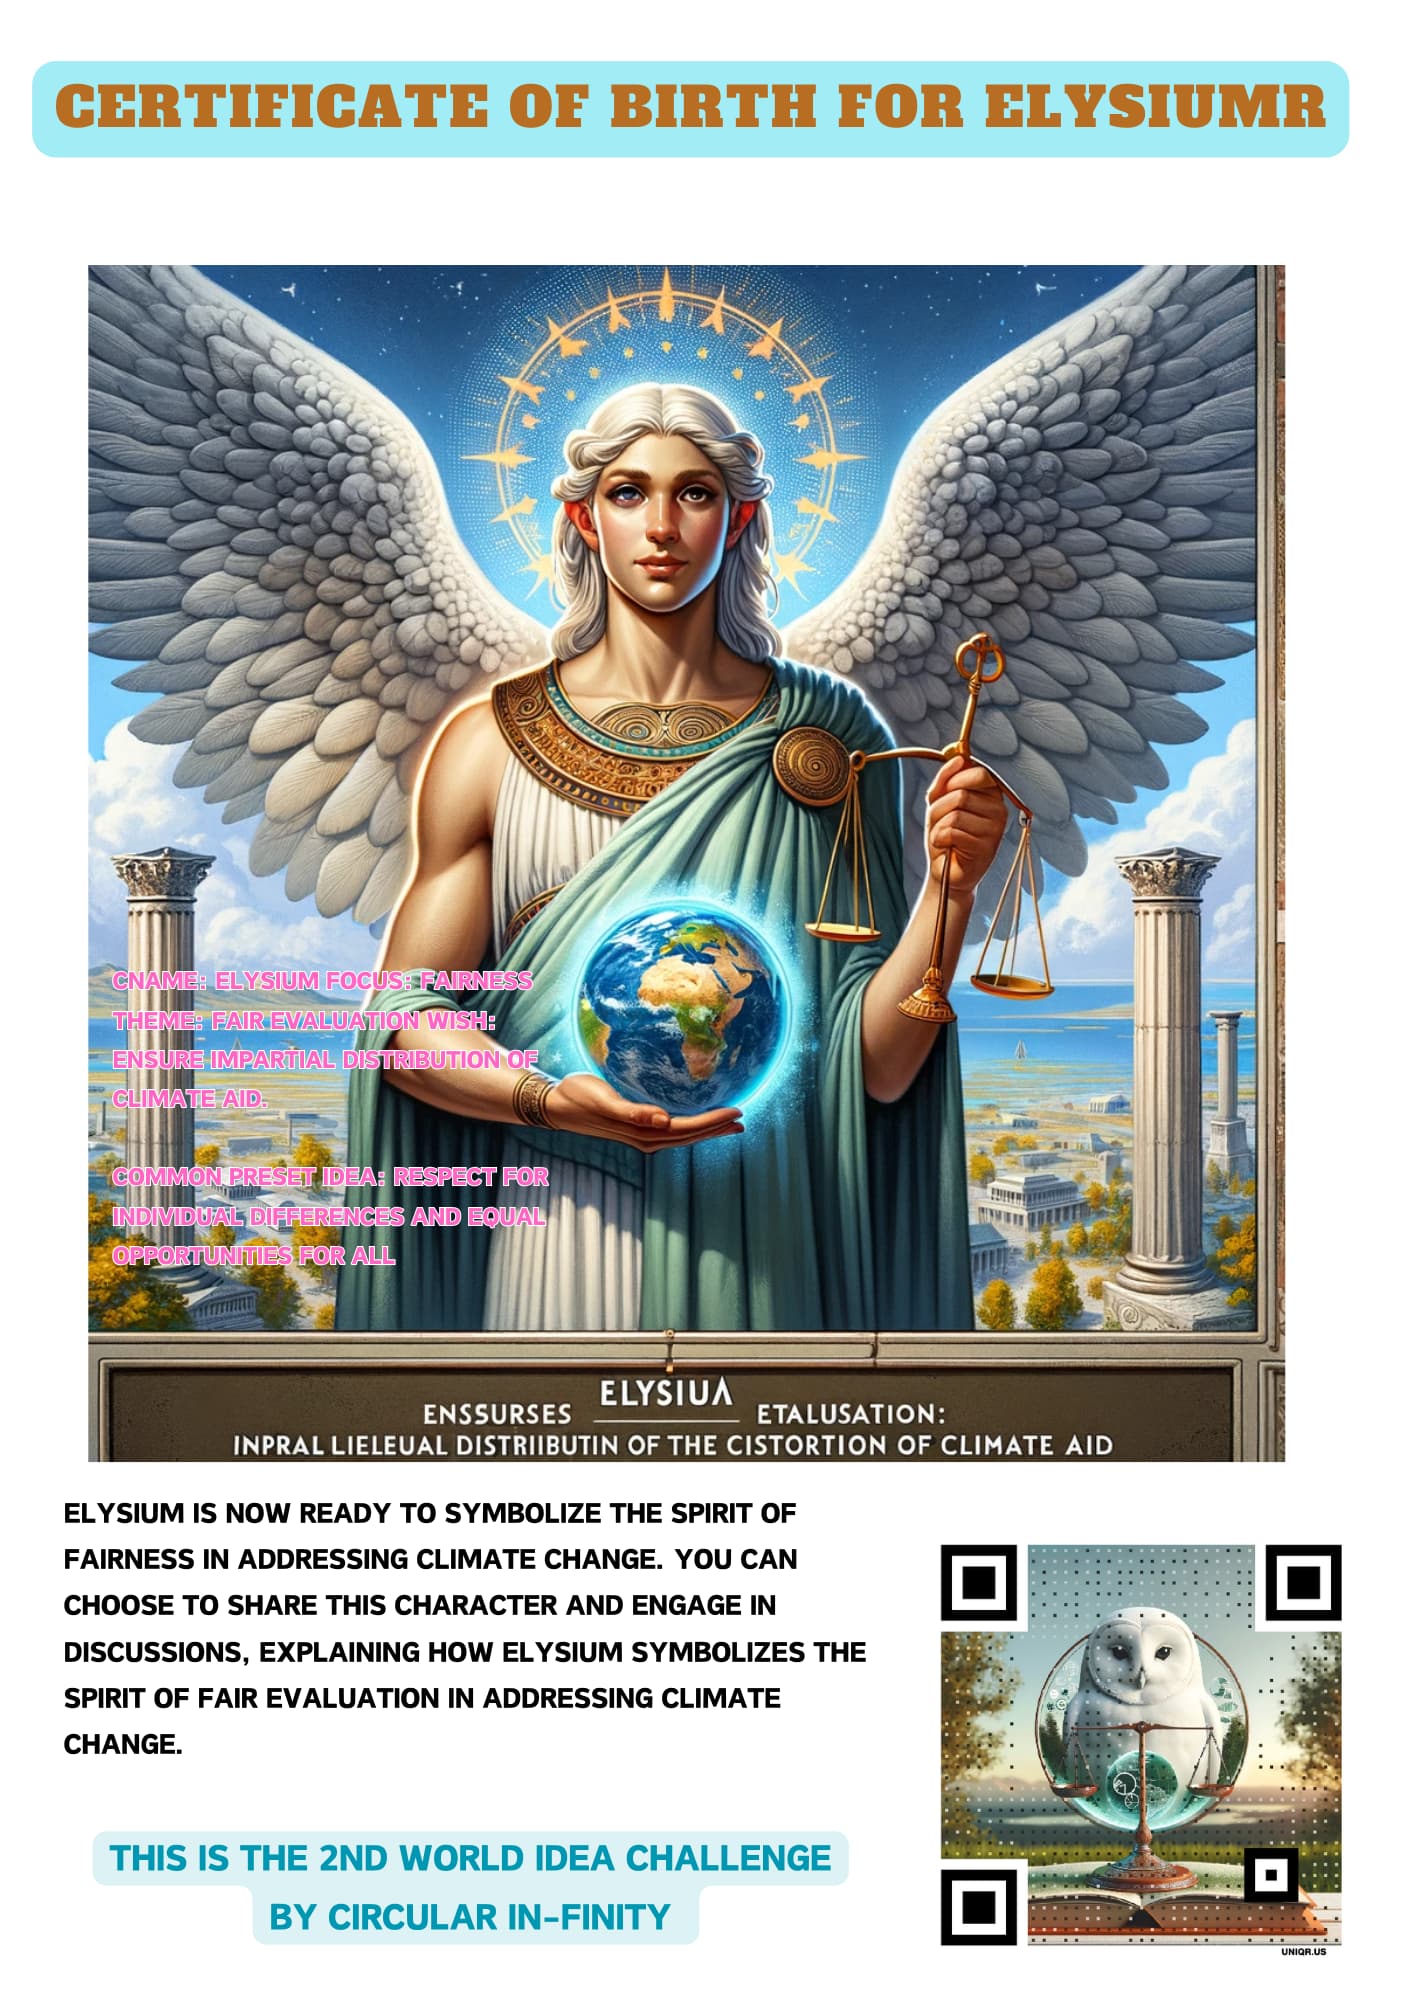 CERTIFICATE OF BIRTH FOR ELYSIUMR
CNAME: ELYSIUM FOCUS: FAIRNESS
THEME: FAIR EVALUATION WISH:
ENSURE IMPARTIAL DISTRIBUTION OF
CLIMATE AID.
COMMON PRESET IDEA: RESPECT FOR
INDIVIDUAL DIFFERENCES AND EQUAL
OPPORTUNITIES FOR ALL
ELYSIUΛ
ENSSURSES ETALUSATION:
INPRAL LIELEUAL DISTRIIBUTIN OF THE CISTORTION OF CLIMATE AID
ELYSIUM IS NOW READY TO SYMBOLIZE THE SPIRIT OF
FAIRNESS IN ADDRESSING CLIMATE CHANGE. YOU CAN
CHOOSE TO SHARE THIS CHARACTER AND ENGAGE IN
DISCUSSIONS, EXPLAINING HOW ELYSIUM SYMBOLIZES THE
SPIRIT OF FAIR EVALUATION IN ADDRESSING CLIMATE
CHANGE.
THIS IS THE 2ND WORLD IDEA CHALLENGE
BY CIRCULAR IN-FINITY
UNIQR.US